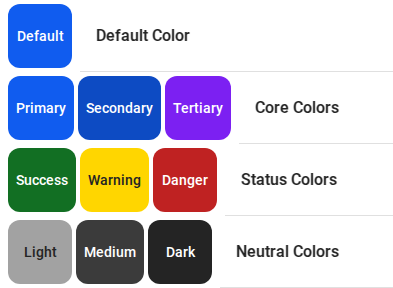 Default Default Color
Primary Secondary Tertiary Core Colors
Success Warning Danger Status Colors
Light Medium Dark Neutral Colors